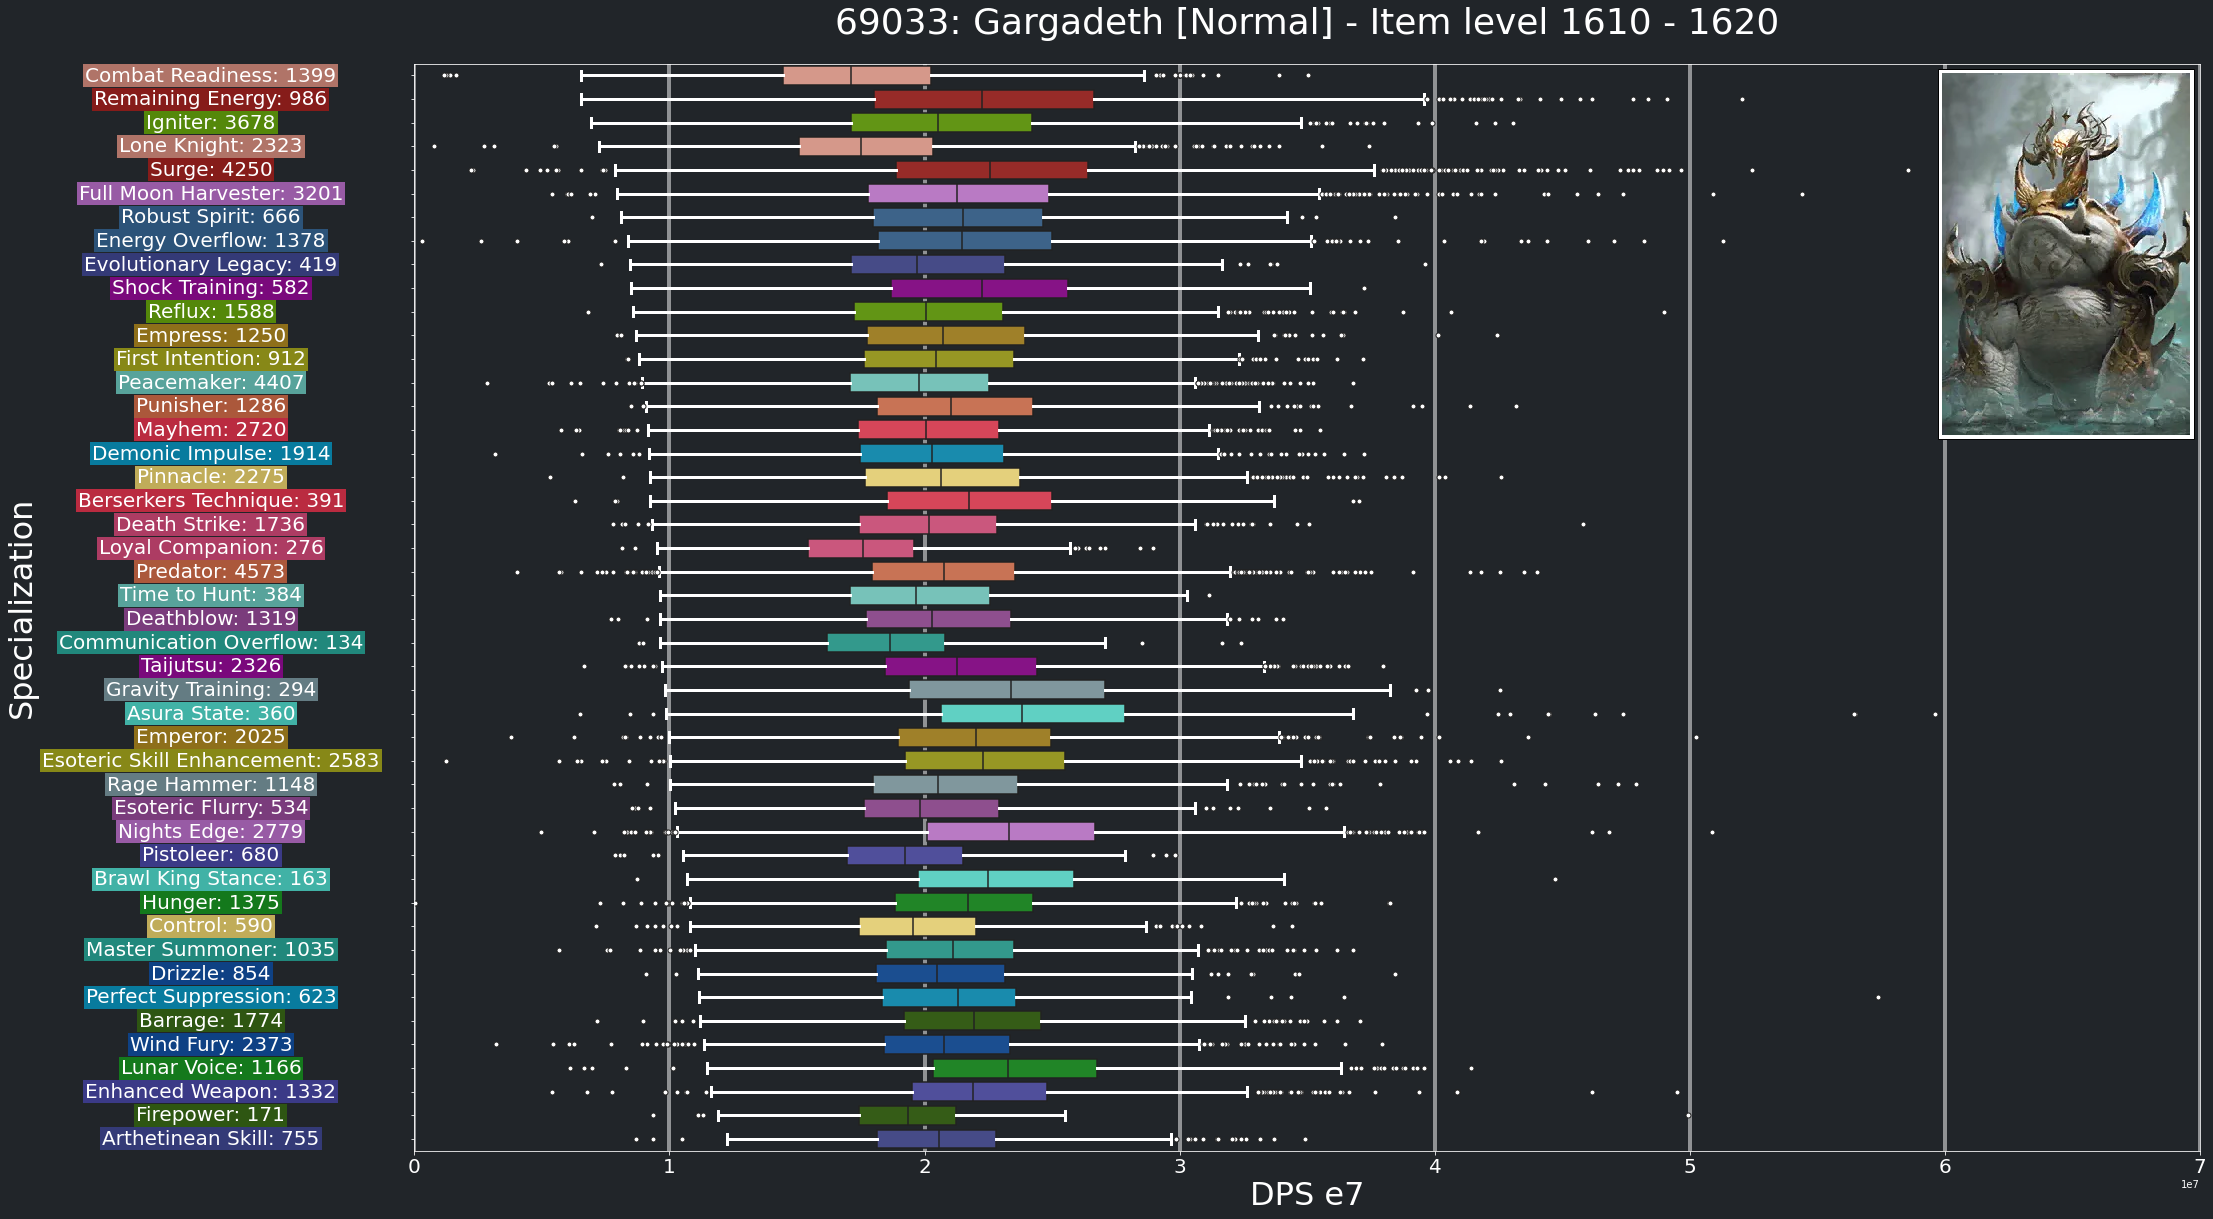 69033: Gargadeth [Normal] - Item level 1610 - 1620
Combat Readiness: 1399
Remaining Energy: 986
Igniter: 3678
Lone Knight: 2323
Surge: 4250
Full Moon Harvester: 3201
Robust Spirit: 666
Energy Overflow: 1378
Evolutionary Legacy: 419
Shock Training: 582
Reflux: 1588
Empress: 1250
First Intention: 912
Peacemaker: 4407
Punisher: 1286
Mayhem: 2720
Demonic Impulse: 1914
Pinnacle: 2275
Berserkers Technique: 391
Death Strike: 1736
Loyal Companion: 276
Predator: 4573
Time to Hunt: 384
Deathblow: 1319
Communication Overflow: 134
Taijutsu: 2326
Gravity Training: 294
Asura State: 360
Emperor: 2025
Esoteric Skill Enhancement: 2583
Rage Hammer: 1148
Esoteric Flurry: 534
Nights Edge: 2779
Pistoleer: 680
Brawl King Stance: 163
Hunger: 1375
Control: 590
Master Summoner: 1035
Drizzle: 854
Perfect Suppression: 623
Barrage: 1774
Wind Fury: 2373
Lunar Voice: 1166
Enhanced Weapon: 1332
Firepower: 171
Arthetinean Skill: 755
Specialization
0 1 2 3 4 5 6 7
1e7
DPS e7